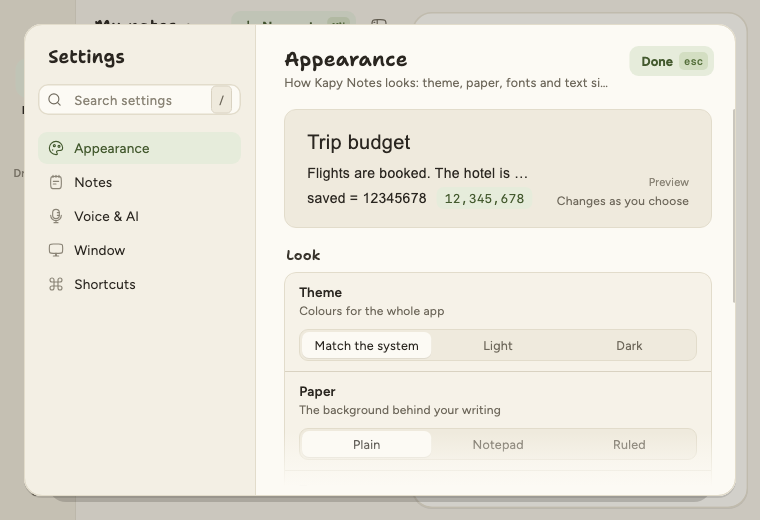 Settings
Search settings
/
Appearance
Notes
Voice & AI
Window
Shortcuts
Appearance
How Kapy Notes looks: theme, paper, fonts and text si…
Done esc
Trip budget
Flights are booked. The hotel is …
saved = 12345678 12,345,678
Preview
Changes as you choose
Look
Theme
Colours for the whole app
Match the system Light Dark
Paper
The background behind your writing
Plain Notepad Ruled